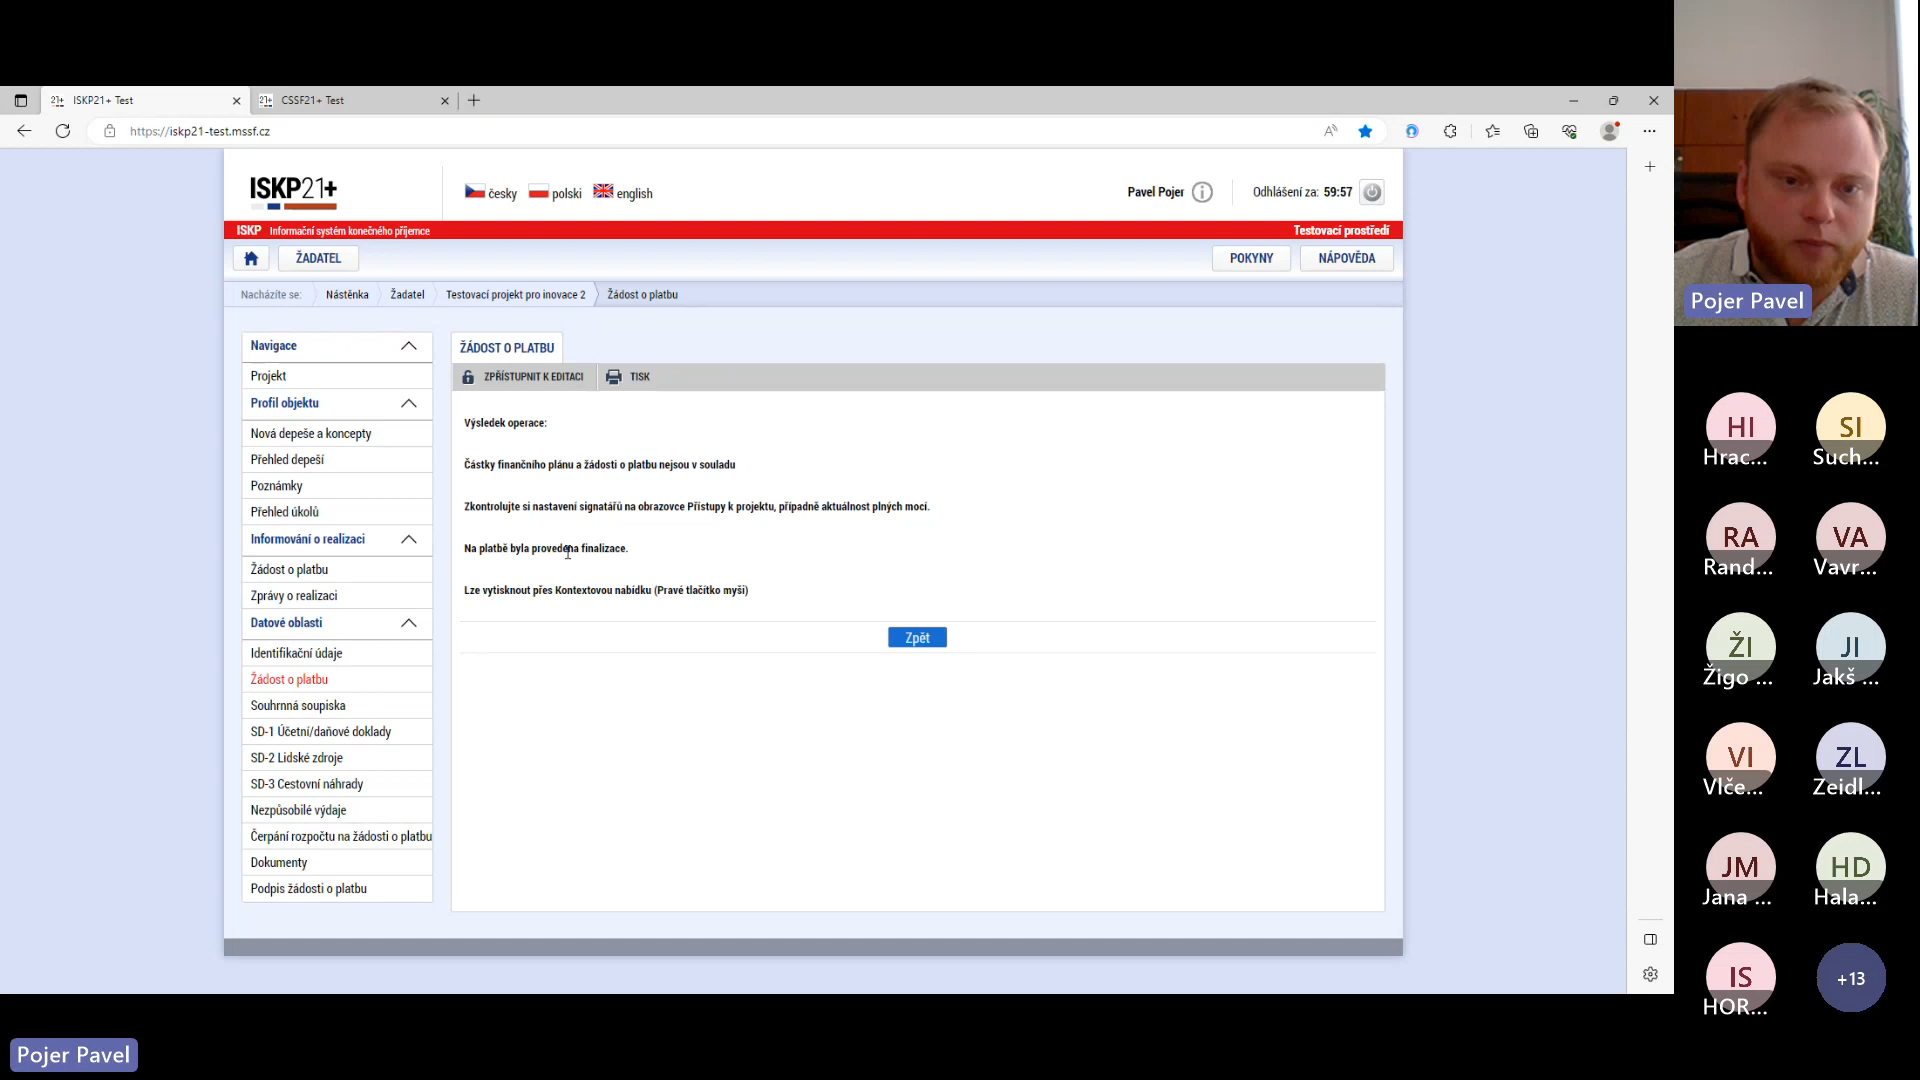 ISKP21+ Test
CSSF21+ Test
https://iskp21-test.mssf.cz
ISKP21+
česky
polski
english
Pavel Pojer
Odhlášení za: 59:57
ISKP Informační systém konečného příjemce
Testovací prostředí
ŽADATEL
POKYNY
NÁPOVĚDA
Nacházíte se:
Nástěnka
Žadatel
Testovací projekt pro inovace 2
Žádost o platbu
Navigace
Projekt
Profil objektu
Nová depeše a koncepty
Přehled depeší
Poznámky
Přehled úkolů
Informování o realizaci
Žádost o platbu
Zprávy o realizaci
Datové oblasti
Identifikační údaje
Žádost o platbu
Souhrnná soupiska
SD-1 Účetní/daňové doklady
SD-2 Lidské zdroje
SD-3 Cestovní náhrady
Nezpůsobilé výdaje
Čerpání rozpočtu na žádosti o platbu
Dokumenty
Podpis žádosti o platbu
ŽÁDOST O PLATBU
ZPŘÍSTUPNIT K EDITACI
TISK
Výsledek operace:
Částky finančního plánu a žádosti o platbu nejsou v souladu
Zkontrolujte si nastavení signatářů na obrazovce Přístupy k projektu, případně aktuálnost plných mocí.
Na platbě byla provedena finalizace.
Lze vytisknout přes Kontextovou nabídku (Pravé tlačítko myši)
Zpět
Pojer Pavel
HI
Hrac...
SI
Such...
RA
Rand...
VA
Vavr...
ŽI
Žigo ...
JI
Jakš ...
VI
Vlče...
ZL
Zeidl...
JM
Jana ...
HD
Hala...
IS
HOR...
+13
Pojer Pavel